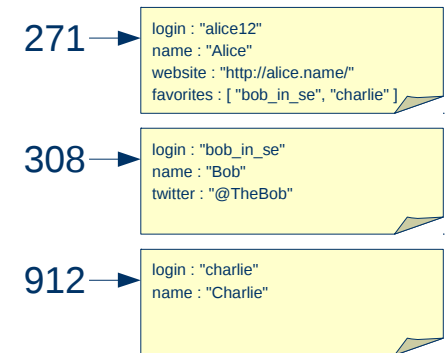 271
login : "alice12"
name : "Alice"
website : "http://alice.name/"
favorites : [ "bob_in_se", "charlie" ]
308
login : "bob_in_se"
name : "Bob"
twitter : "@TheBob"
912
login : "charlie"
name : "Charlie"